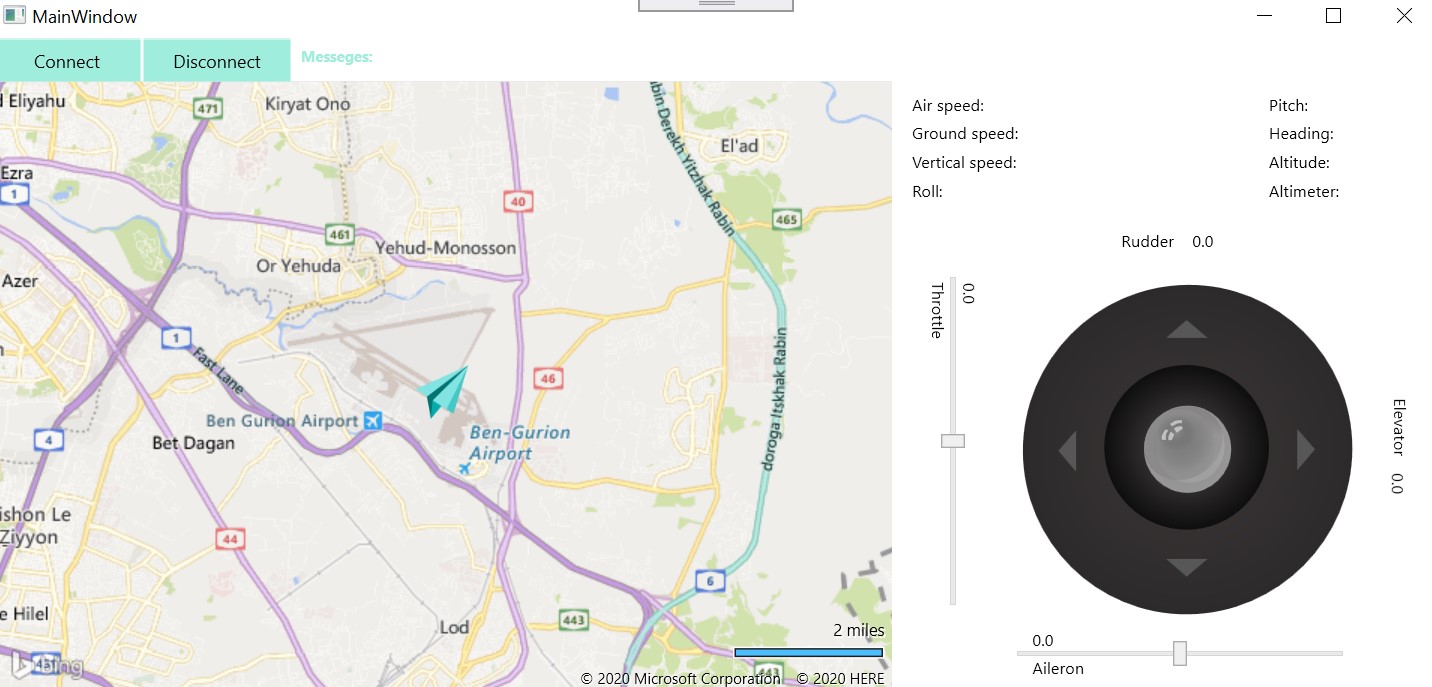 MainWindow
Connect
Disconnect
Messeges:
d Eliyahu
471
Kiryat Ono
Ezra
1
461
Or Yehuda
Yehud-Monosson
40
Azer
1
Fast Lane
46
Ben Gurion Airport
Ben-Gurion
Airport
4
Bet Dagan
ishon Le
Ziyyon
44
e Hilel
431
bing
Lod
443
443
6
El'ad
465
bin Derekh Yitzhak Rabin
doroga Itskhak Rabin
2 miles
© 2020 Microsoft Corporation
© 2020 HERE
Air speed:
Ground speed:
Vertical speed:
Roll:
Pitch:
Heading:
Altitude:
Altimeter:
Rudder 0.0
Throttle
0.0
Elevator 0.0
0.0
Aileron